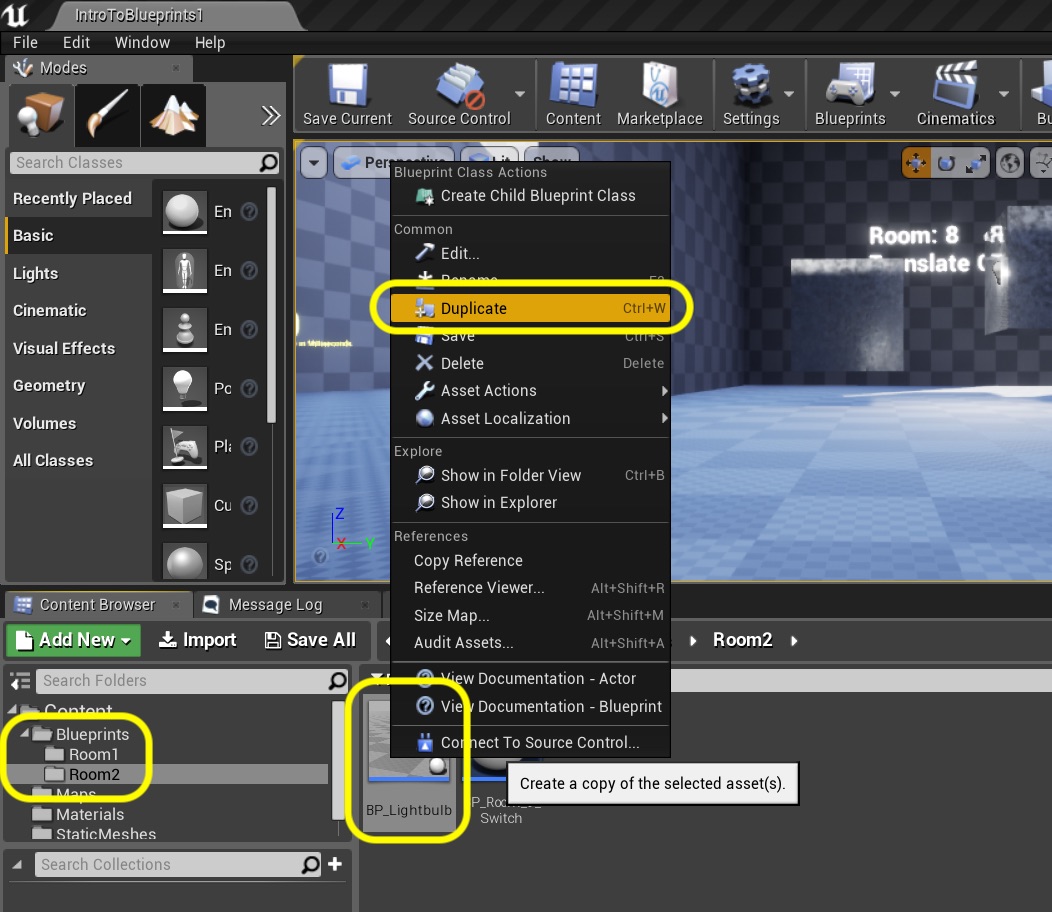 IntroToBlueprints1
File Edit Window Help
Modes
Save Current Source Control Content Marketplace Settings Blueprints Cinematics
Search Classes
Recently Placed
Basic
Lights
Cinematic
Visual Effects
Geometry
Volumes
All Classes
En
En
En
Po
Pla
Cu
Sp
Perspective Lit Show
Room: 8
Z
X Y
Blueprint Class Actions
Create Child Blueprint Class
Common
Edit...
Rename F2
Duplicate Ctrl+W
Save Ctrl+S
Delete Delete
Asset Actions
Asset Localization
Explore
Show in Folder View Ctrl+B
Show in Explorer
References
Copy Reference
Reference Viewer... Alt+Shift+R
Size Map... Alt+Shift+M
Audit Assets... Alt+Shift+A
View Documentation - Actor
View Documentation - Blueprint
Connect To Source Control...
Create a copy of the selected asset(s).
Content Browser Message Log
Add New Import Save All Room2
Search Folders
Content
Blueprints
Room1
Room2
Maps
Materials
StaticMeshes
Search Collections
BP_Lightbulb
Switch